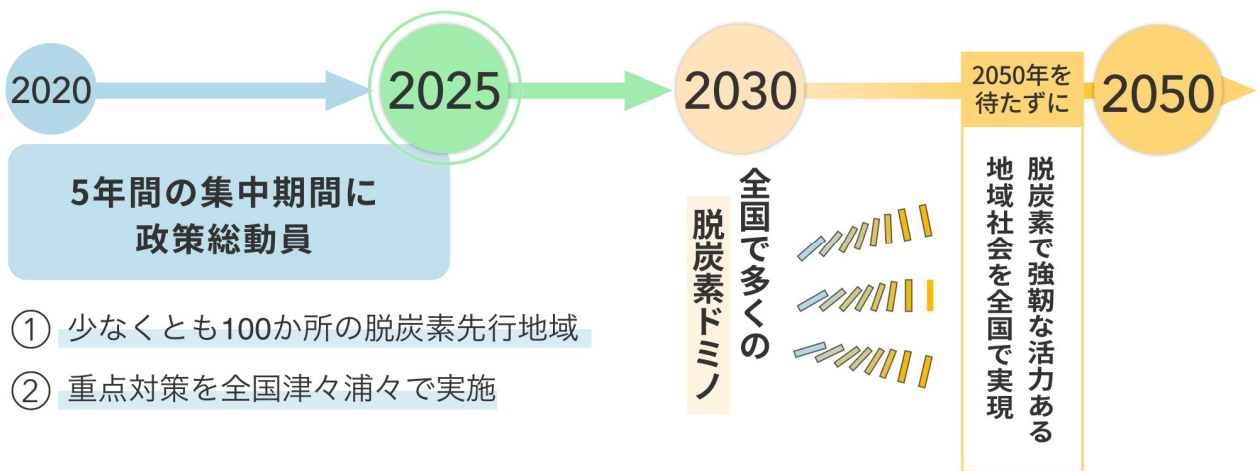 2020
2025
2030
2050年を
待たずに
2050
5年間の集中期間に
政策総動員
① 少なくとも100か所の脱炭素先行地域
② 重点対策を全国津々浦々で実施
全国で多くの
脱炭素ドミノ
脱炭素で強靭な活力ある
地域社会を全国で実現